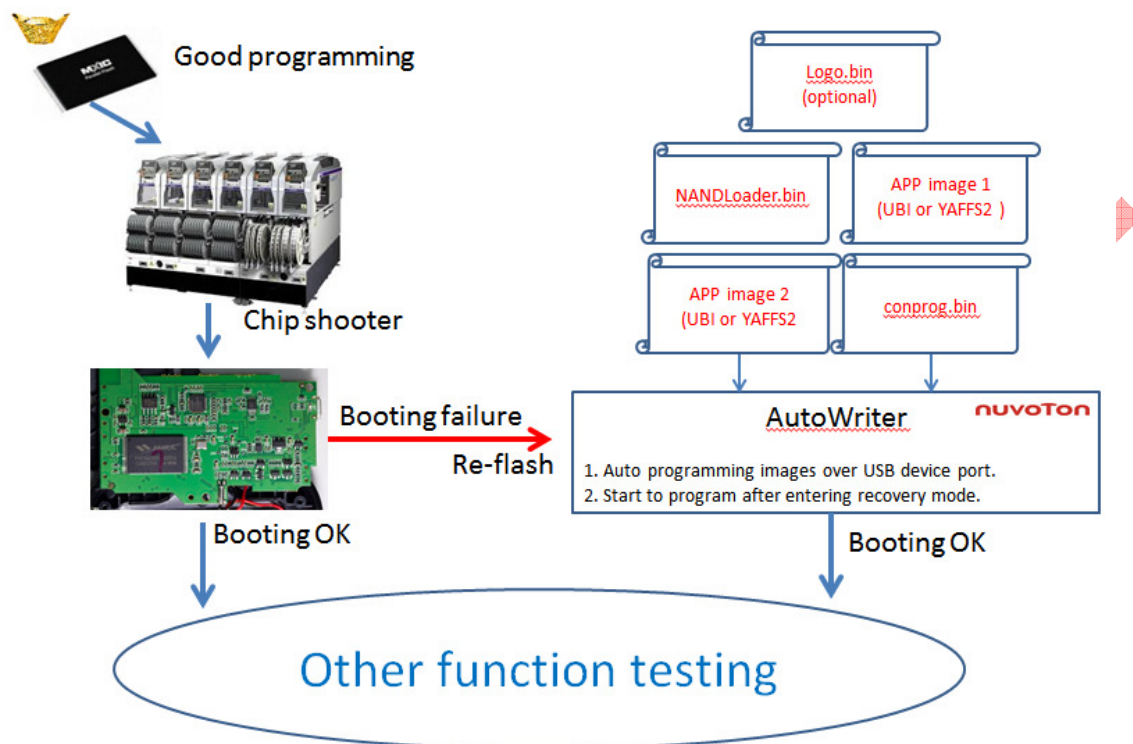 Good programming
MXIC
Logo.bin
(optional)
NANDLoader.bin
APP image 1
(UBI or YAFFS2 )
APP image 2
(UBI or YAFFS2
conprog.bin
Chip shooter
Booting failure
Re-flash
AutoWriter
nuvoTon
1. Auto programming images over USB device port.
2. Start to program after entering recovery mode.
Booting OK
Booting OK
Other function testing